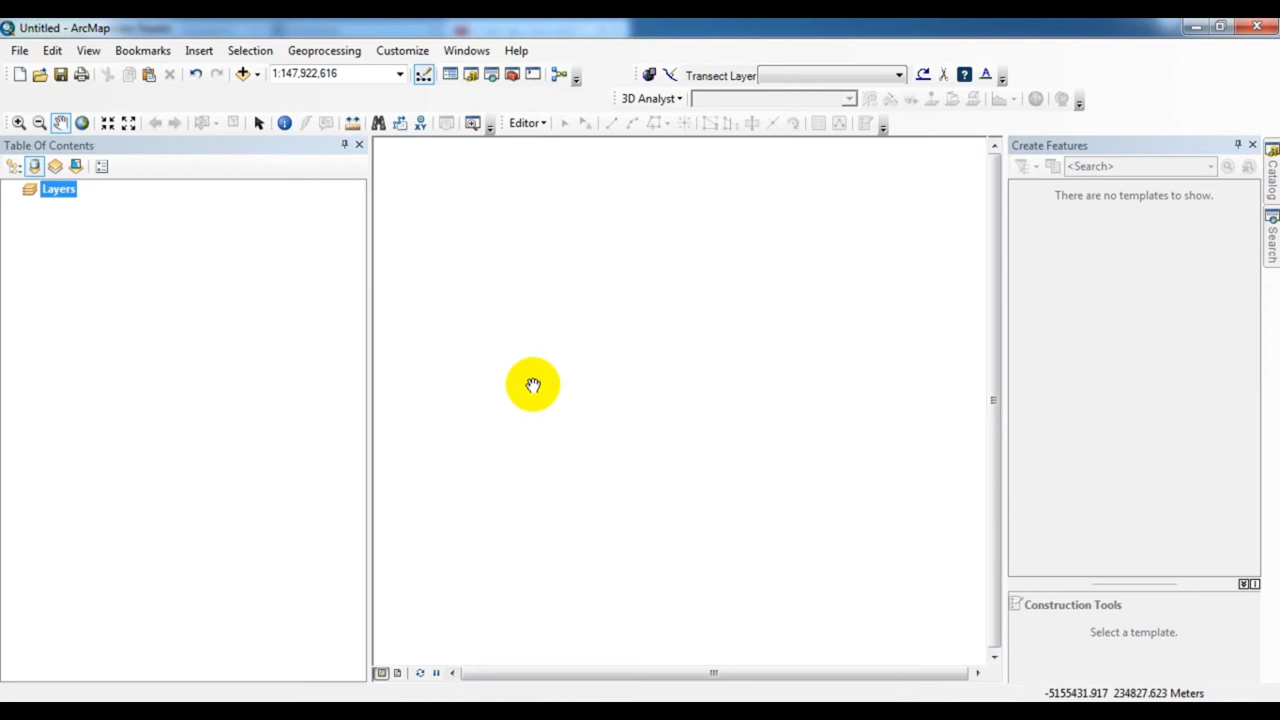 Untitled - ArcMap
File Edit View Bookmarks Insert Selection Geoprocessing Customize Windows Help
1:147,922,616 Transect Layer
3D Analyst
Editor
Table Of Contents
Create Features
<Search>
Layers
There are no templates to show.
Catalog
Search
Construction Tools
Select a template.
-5155431.917 234827.623 Meters